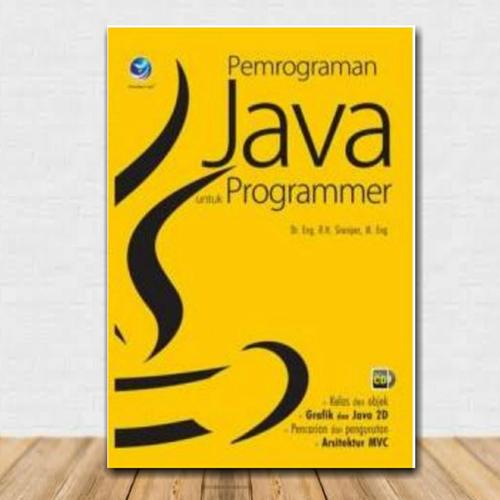 Pemrograman
Java
untuk Programmer
Dr. Eng. R.H. Sianipar, M. Eng
CD
• Kelas dan objek
• Grafik dan Java 2D
• Pencarian dan pengurutan
• Arsitektur MVC